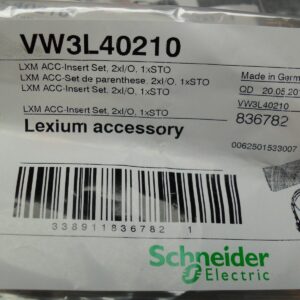 VW3L40210
LXM ACC-Insert Set, 2xI/O, 1xSTO
LXM ACC-Set de parenthese, 2xI/O, 1xSTO
LXM ACC-Insert Set, 2xI/O, 1xSTO
LXM ACC-Insert Set, 2xI/O, 1xSTO
Lexium accessory
Made in Germ
QD 20.05.20
VW3L40210
836782
0062501533007
3389118367821
Schneider
Electric